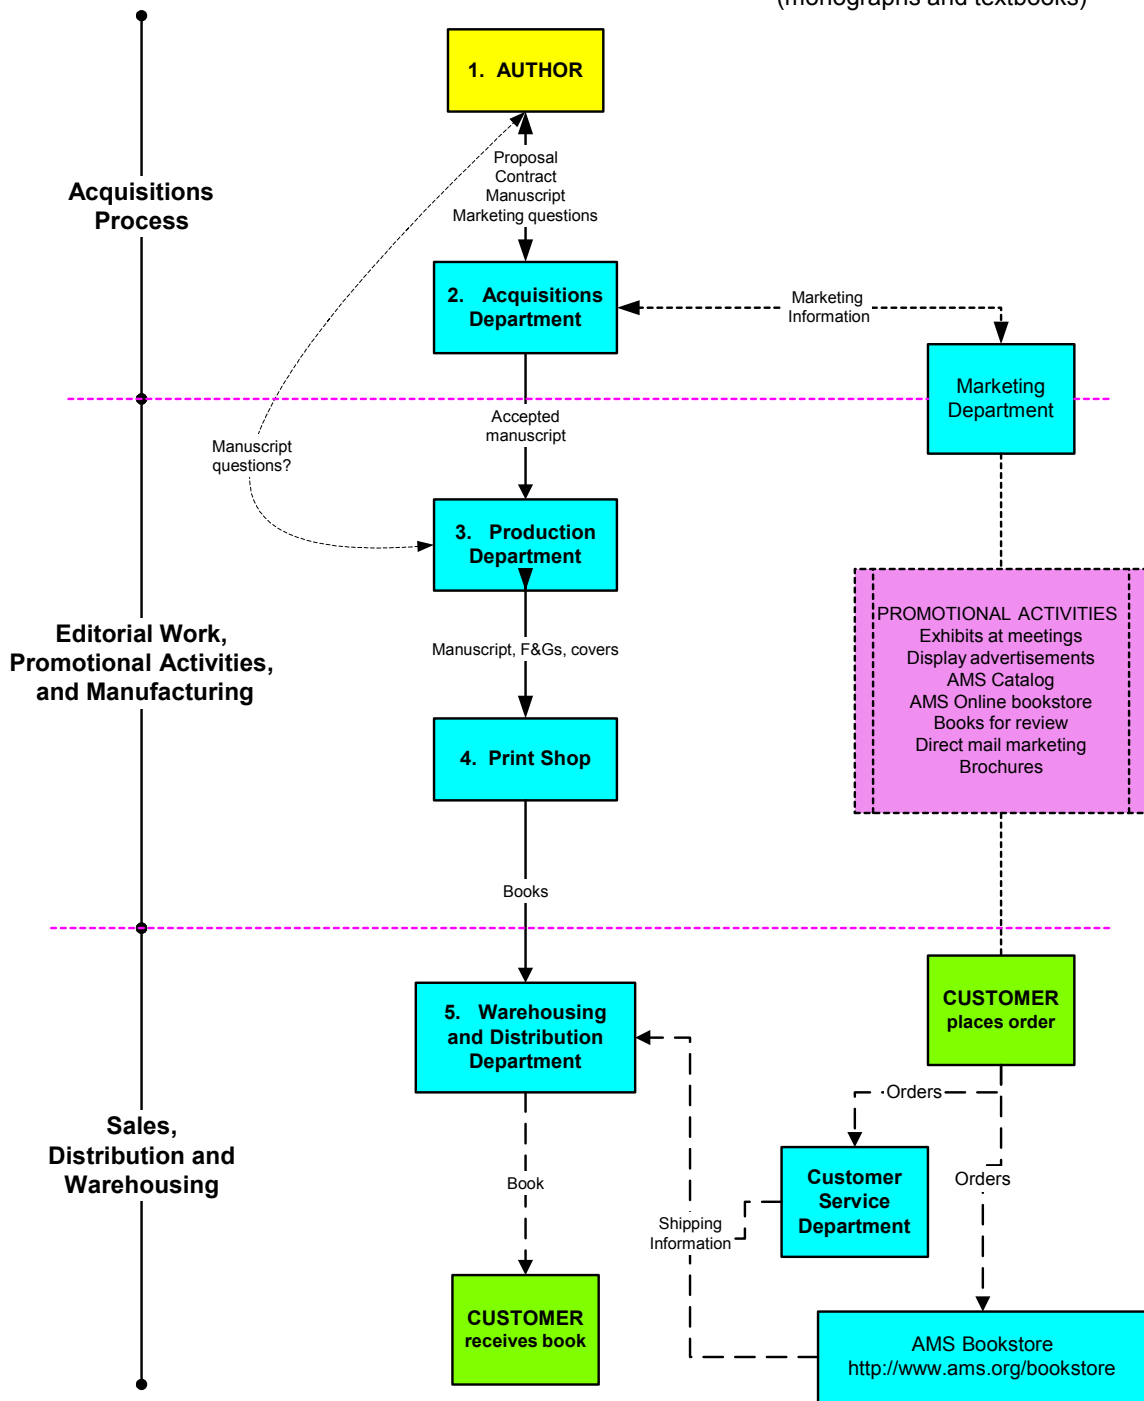 (monographs and textbooks)
1. AUTHOR
Proposal
Contract
Manuscript
Marketing questions
Acquisitions
Process
2. Acquisitions
Department
Marketing
Information
Marketing
Department
Accepted
manuscript
Manuscript
questions?
3. Production
Department
Editorial Work,
Promotional Activities,
and Manufacturing
Manuscript, F&Gs, covers
PROMOTIONAL ACTIVITIES
Exhibits at meetings
Display advertisements
AMS Catalog
AMS Online bookstore
Books for review
Direct mail marketing
Brochures
4. Print Shop
Books
5. Warehousing
and Distribution
Department
CUSTOMER
places order
Orders
Sales,
Distribution and
Warehousing
Book
Customer
Service
Department
Orders
Shipping
Information
CUSTOMER
receives book
AMS Bookstore
http://www.ams.org/bookstore